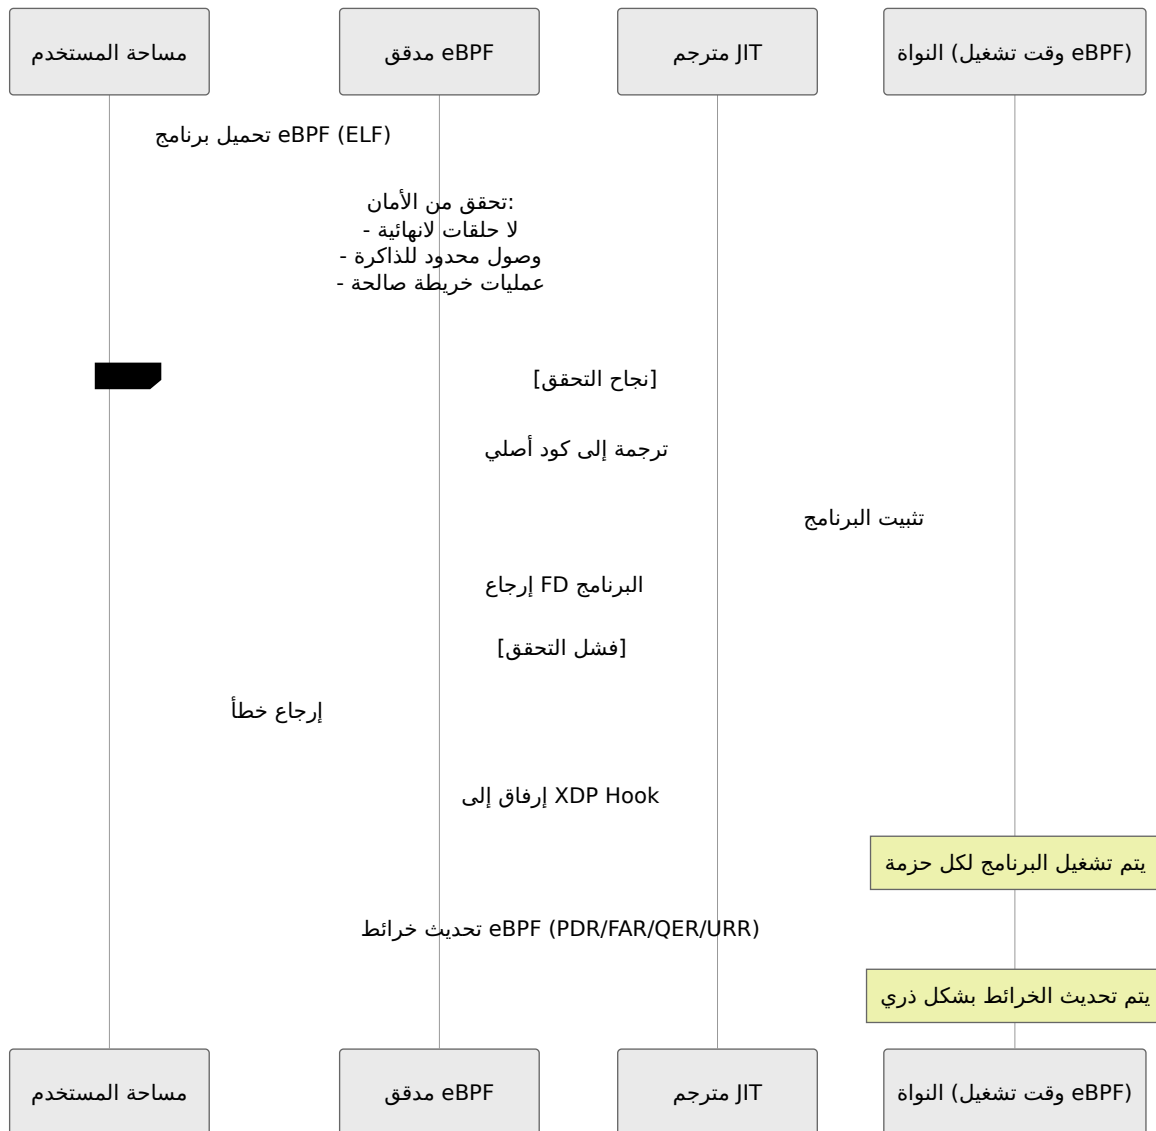 مساحة المستخدم
مدقق eBPF
مترجم JIT
النواة (وقت تشغيل eBPF)
تحميل برنامج eBPF (ELF)
تحقق من الأمان:
- لا حلقات لانهائية
- وصول محدود للذاكرة
- عمليات خريطة صالحة
[نجاح التحقق]
ترجمة إلى كود أصلي
تثبيت البرنامج
إرجاع FD البرنامج
[فشل التحقق]
إرجاع خطأ
إرفاق إلى XDP Hook
يتم تشغيل البرنامج لكل حزمة
تحديث خرائط eBPF (PDR/FAR/QER/URR)
يتم تحديث الخرائط بشكل ذري
مساحة المستخدم
مدقق eBPF
مترجم JIT
النواة (وقت تشغيل eBPF)